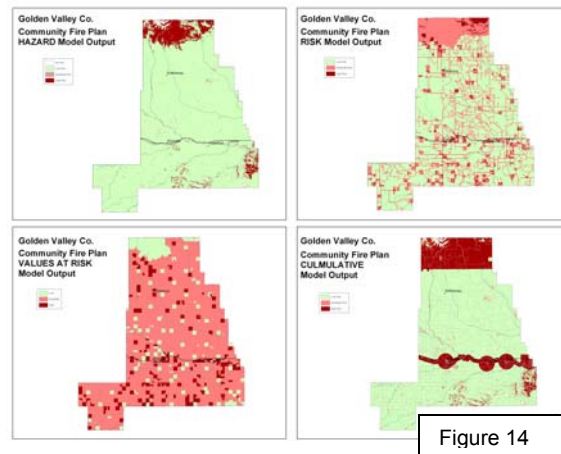 Golden Valley Co.
Community Fire Plan
HAZARD Model Output
Golden Valley Co.
Community Fire Plan
RISK Model Output
Golden Valley Co.
Community Fire Plan
VALUES AT RISK
Model Output
Golden Valley Co.
Community Fire Plan
CULMULATIVE
Model Output
Figure 14